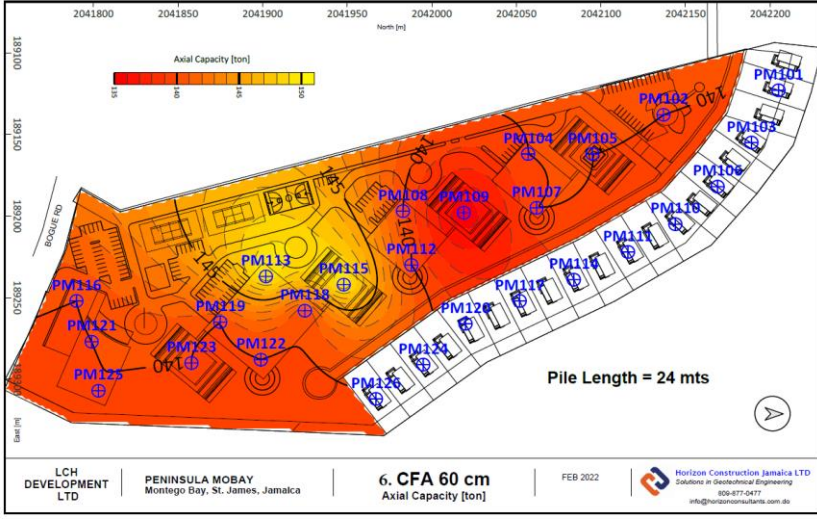 2041800 2041850 2041900 2041950 2042000 2042050 2042100 2042150 2042200
North [m]
189100
189150
189200
189250
189300
East [m]
Axial Capacity [ton]
135 140 145 150
BOGUE RD
PM101
PM102
140
PM103
PM104
PM105
140
PM106
145
PM108
PM109
PM107
PM110
140
PM111
PM112
145
PM113
PM115
PM114
PM116
PM117
PM118
PM119
PM120
PM121
PM122
PM123
140
PM124
PM125
PM126
Pile Length = 24 mts
LCH
DEVELOPMENT
LTD
PENINSULA MOBAY
Montego Bay, St. James, Jamaica
6. CFA 60 cm
Axial Capacity [ton]
FEB 2022
Horizon Construction Jamaica LTD
Solutions in Geotechnical Engineering
809-877-0477
info@horizonconsultants.com.do